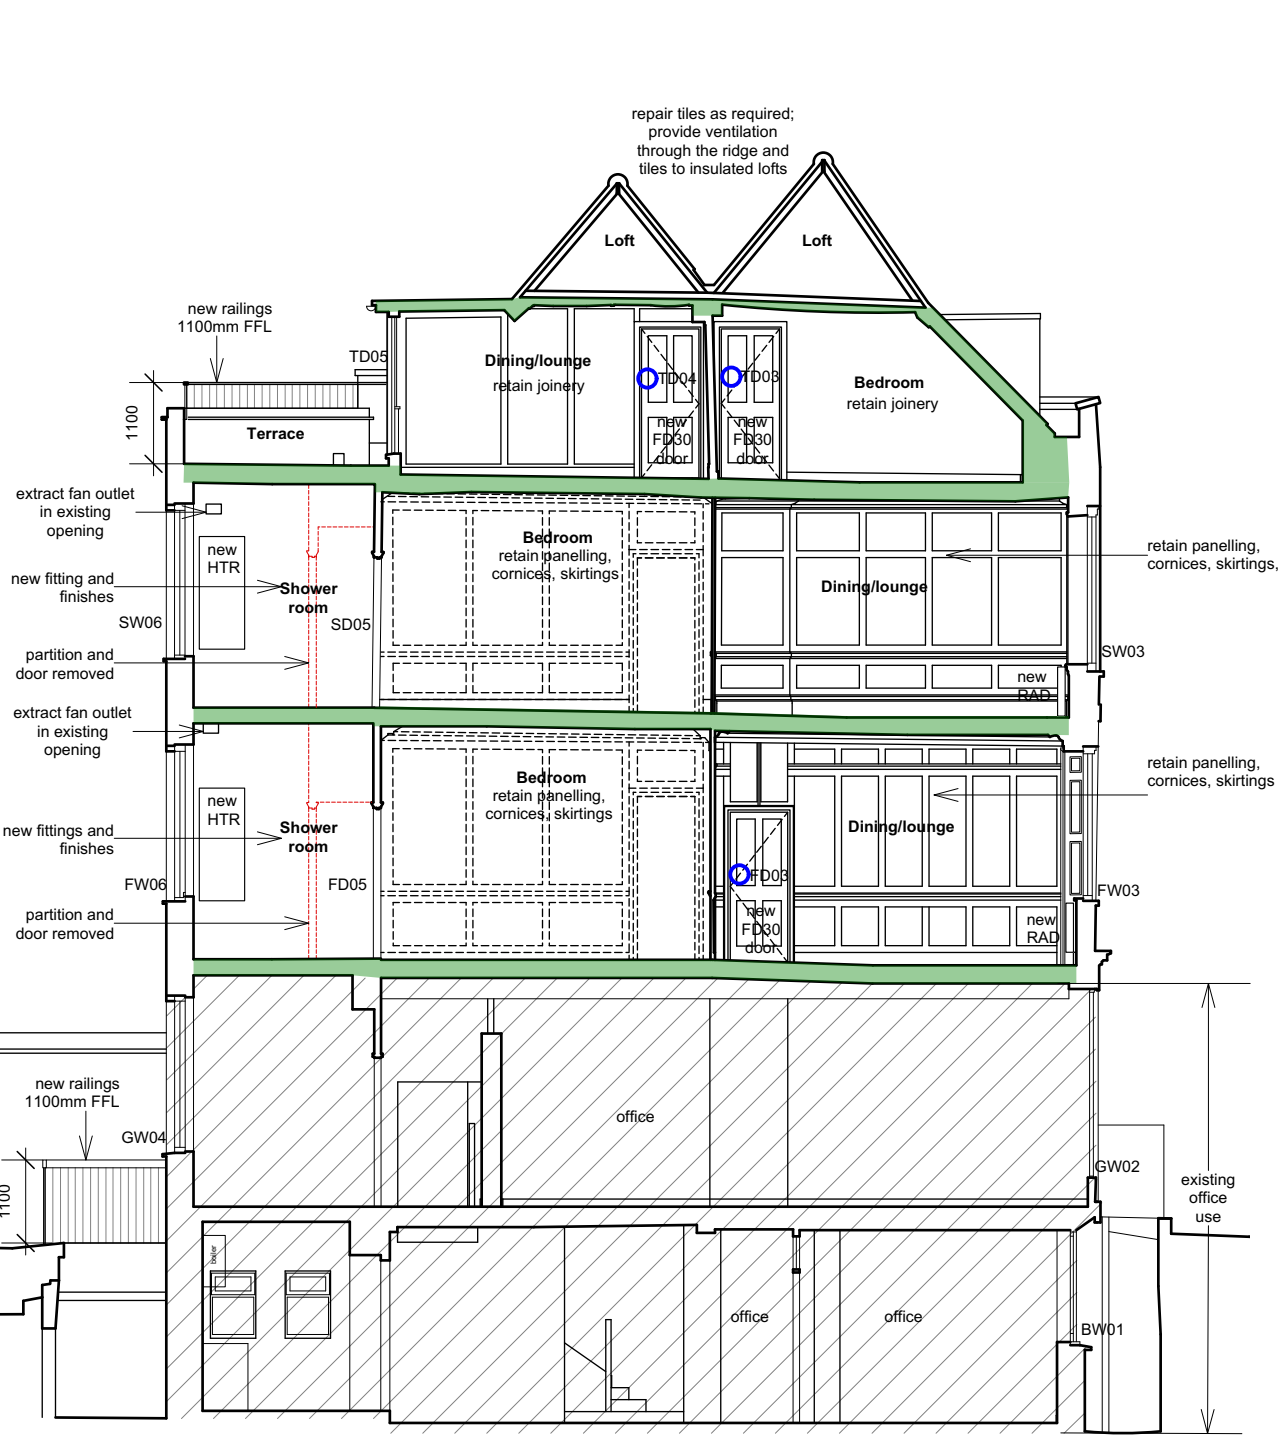 repair tiles as required;
provide ventilation
through the ridge and
tiles to insulated lofts
Loft
Loft
new railings
1100mm FFL
TD05
Dining/lounge
retain joinery
TD04
TD03
Bedroom
retain joinery
1100
Terrace
new
FD30
door
new
FD30
door
extract fan outlet
in existing
opening
new
HTR
Bedroom
retain panelling,
cornices, skirtings
retain panelling,
cornices, skirtings,
new fitting and
finishes
Shower
room
Dining/lounge
SW06
SD05
SW03
partition and
door removed
new
RAD
extract fan outlet
in existing
opening
Bedroom
retain panelling,
cornices, skirtings
retain panelling,
cornices, skirtings
new
HTR
new fittings and
finishes
Shower
room
Dining/lounge
FW06
FD05
FD03
FW03
partition and
door removed
new
FD30
door
new
RAD
new railings
1100mm FFL
office
GW04
GW02
1100
existing
office
use
boiler
office
office
BW01